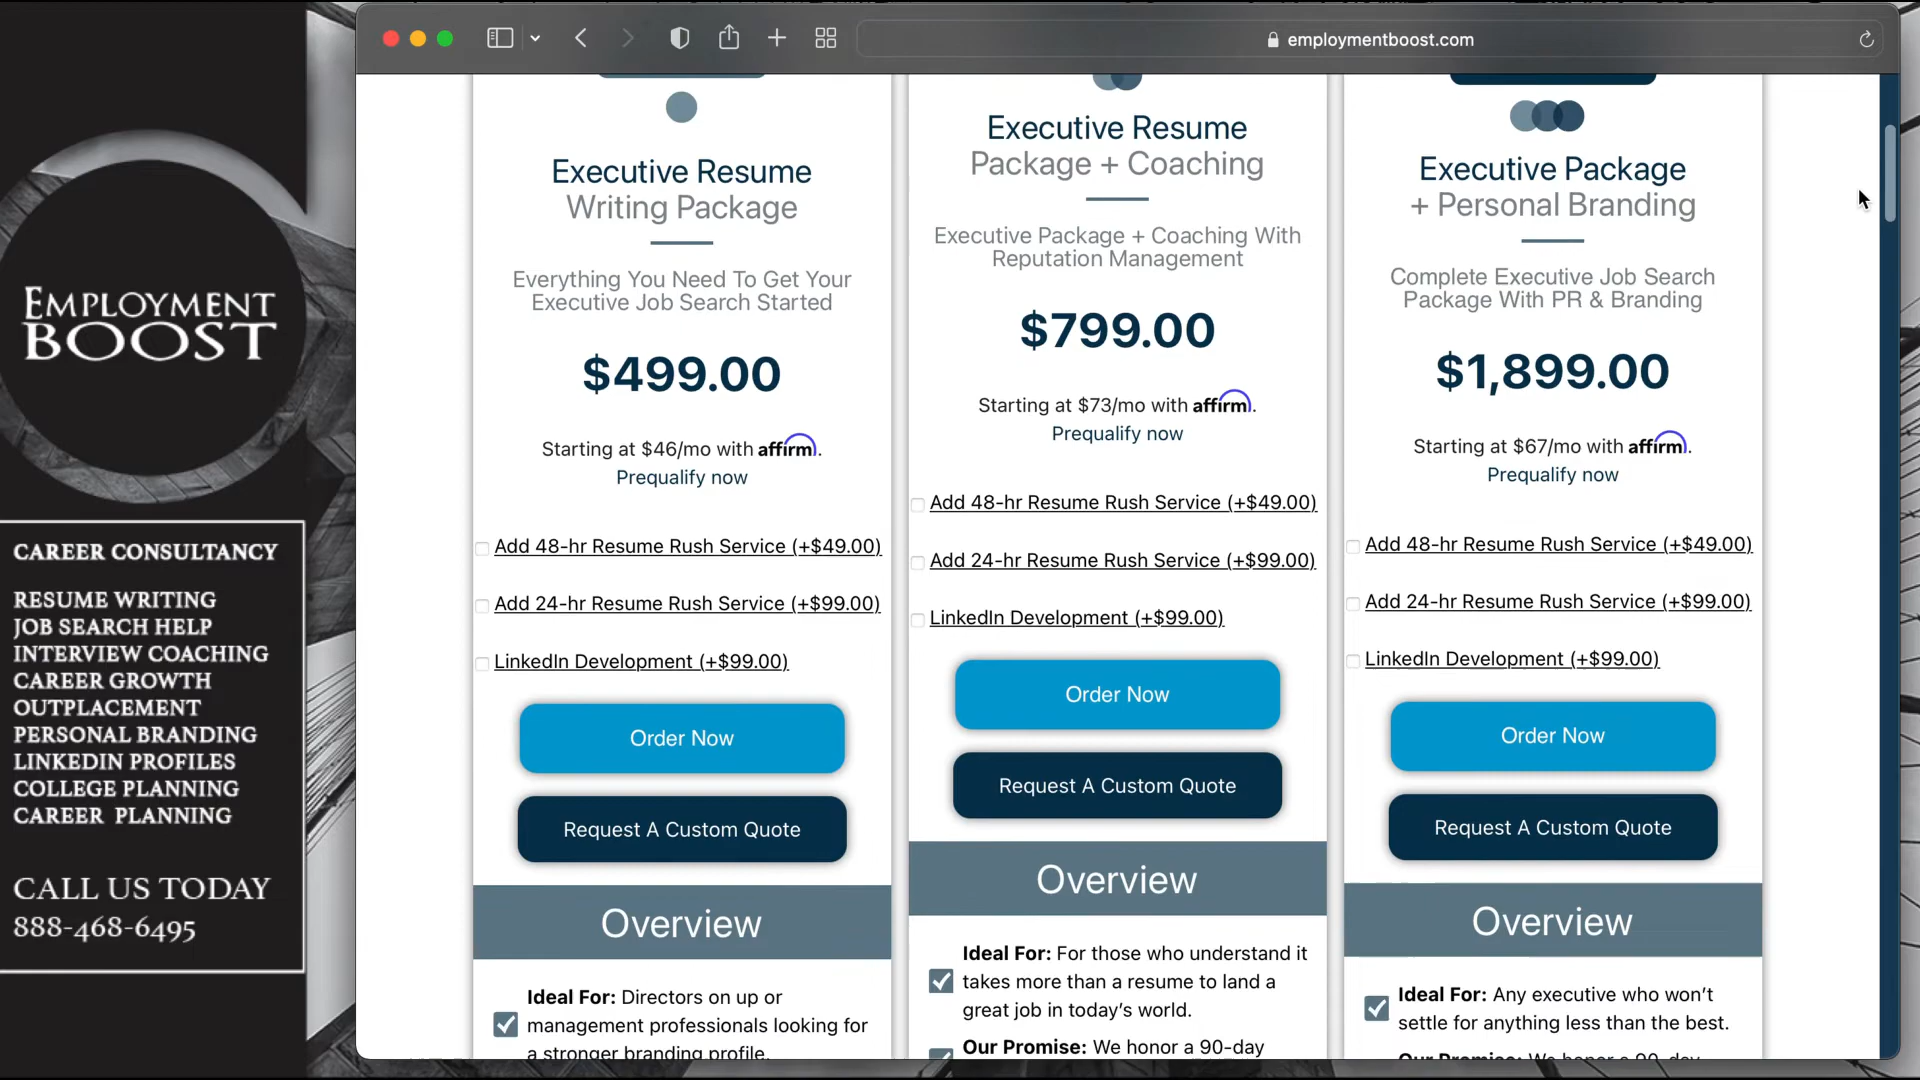 EMPLOYMENT
BOOST
CAREER CONSULTANCY
RESUME WRITING
JOB SEARCH HELP
INTERVIEW COACHING
CAREER GROWTH
OUTPLACEMENT
PERSONAL BRANDING
LINKEDIN PROFILES
COLLEGE PLANNING
CAREER PLANNING
CALL US TODAY
888-468-6495
employmentboost.com
Executive Resume
Writing Package
Everything You Need To Get Your
Executive Job Search Started
$499.00
Starting at $46/mo with affirm.
Prequalify now
Add 48-hr Resume Rush Service (+$49.00)
Add 24-hr Resume Rush Service (+$99.00)
LinkedIn Development (+$99.00)
Order Now
Request A Custom Quote
Overview
Ideal For: Directors on up or
management professionals looking for
a stronger branding profile.
Executive Resume
Package + Coaching
Executive Package + Coaching With
Reputation Management
$799.00
Starting at $73/mo with affirm.
Prequalify now
Add 48-hr Resume Rush Service (+$49.00)
Add 24-hr Resume Rush Service (+$99.00)
LinkedIn Development (+$99.00)
Order Now
Request A Custom Quote
Overview
Ideal For: For those who understand it
takes more than a resume to land a
great job in today's world.
Our Promise: We honor a 90-day
Executive Package
+ Personal Branding
Complete Executive Job Search
Package With PR & Branding
$1,899.00
Starting at $67/mo with affirm.
Prequalify now
Add 48-hr Resume Rush Service (+$49.00)
Add 24-hr Resume Rush Service (+$99.00)
LinkedIn Development (+$99.00)
Order Now
Request A Custom Quote
Overview
Ideal For: Any executive who won't
settle for anything less than the best.
Our Promise: We honor a 90-day